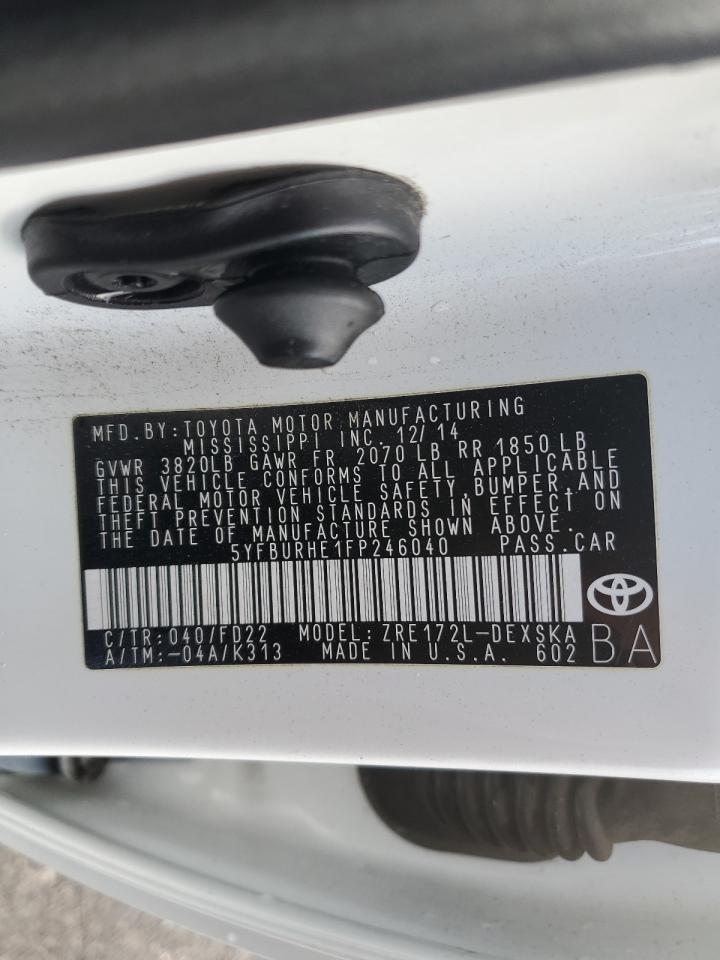 MFD.BY:TOYOTA MOTOR MANUFACTURING
MISSISSIPPI INC. 12/14
GVWR 3820LB GAWR FR 2070 LB RR 1850 LB
THIS VEHICLE CONFORMS TO ALL APPLICABLE
FEDERAL MOTOR VEHICLE SAFETY,BUMPER,AND
THEFT PREVENTION STANDARDS IN EFFECT ON
THE DATE OF MANUFACTURE SHOWN ABOVE.
5YFBURHE1FP246040 PASS.CAR
C/TR:040/FD22 MODEL:ZRE172L-DEXSKA
A/TM:-04A/K313 MADE IN U.S.A. 602
BA